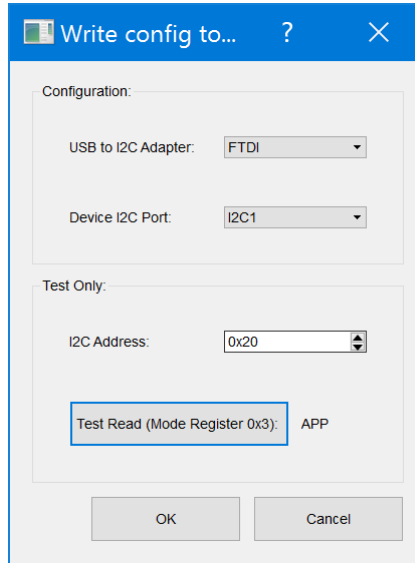 Write config to... ?
Configuration:
USB to I2C Adapter: FTDI
Device I2C Port: I2C1
Test Only:
I2C Address: 0x20
Test Read (Mode Register 0x3): APP
OK Cancel